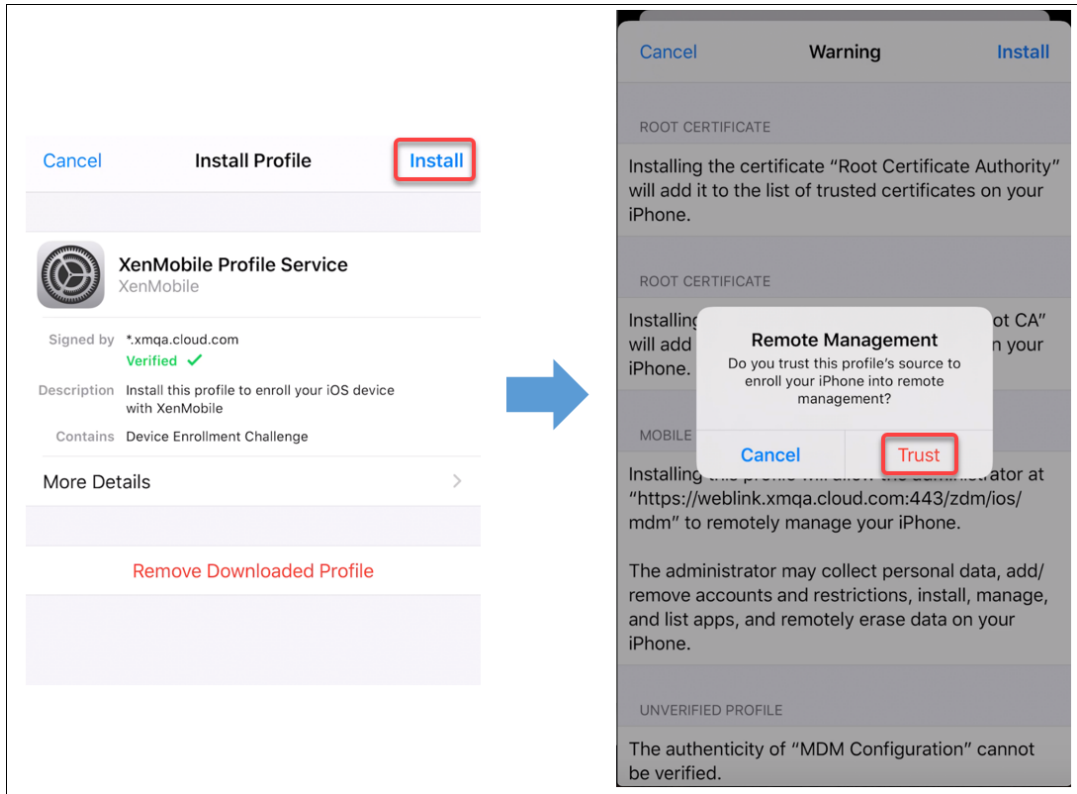 Cancel
Install Profile
Install
XenMobile Profile Service
XenMobile
Signed by *.xmqa.cloud.com
Verified
Description Install this profile to enroll your iOS device
with XenMobile
Contains Device Enrollment Challenge
More Details
Remove Downloaded Profile
Cancel
Warning
Install
ROOT CERTIFICATE
Installing the certificate “Root Certificate Authority”
will add it to the list of trusted certificates on your
iPhone.
ROOT CERTIFICATE
Installing ot CA”
will add n your
iPhone.
Remote Management
Do you trust this profile’s source to
enroll your iPhone into remote
management?
Cancel
Trust
MOBILE
Installing this profile will allow the administrator at
“https://weblink.xmqa.cloud.com:443/zdm/ios/
mdm” to remotely manage your iPhone.
The administrator may collect personal data, add/
remove accounts and restrictions, install, manage,
and list apps, and remotely erase data on your
iPhone.
UNVERIFIED PROFILE
The authenticity of “MDM Configuration” cannot
be verified.